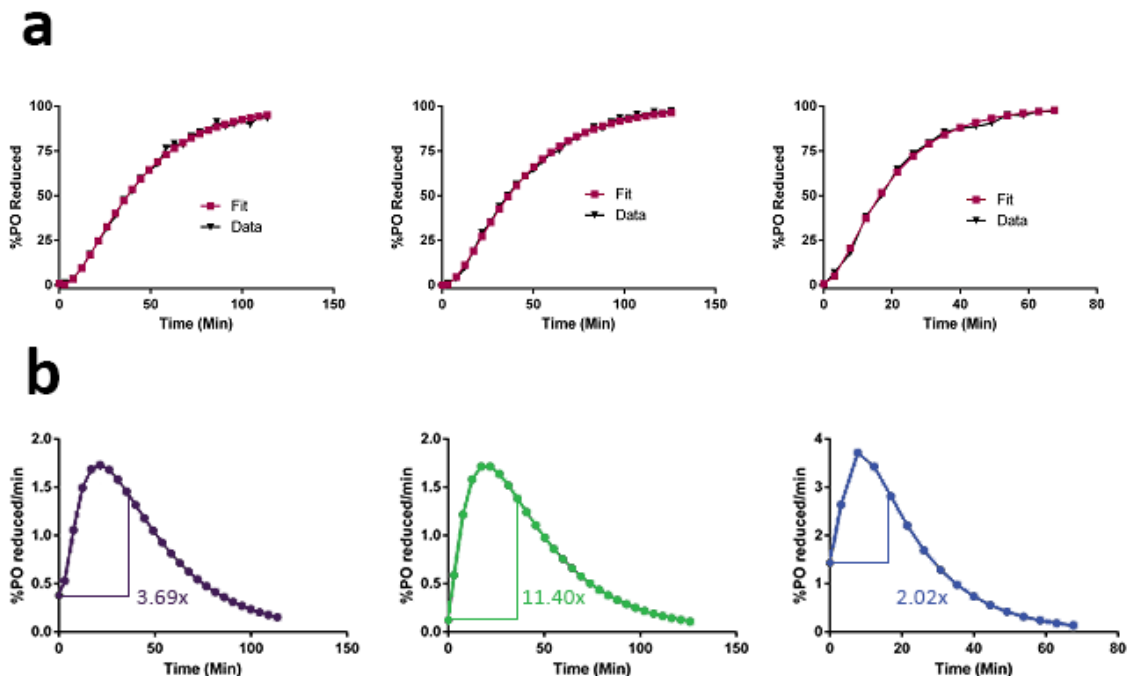 a
100
75
50
25
0
%PO Reduced
Fit
Data
0 50 100 150
Time (Min)
100
75
50
25
0
%PO Reduced
Fit
Data
0 50 100 150
Time (Min)
100
75
50
25
0
%PO Reduced
Fit
Data
0 20 40 60 80
Time (Min)
b
2.0
1.5
1.0
0.5
0.0
%PO reduced/min
3.69x
0 50 100 150
Time (Min)
2.0
1.5
1.0
0.5
0.0
%PO reduced/min
11.40x
0 50 100 150
Time (Min)
4
3
2
1
0
%PO reduced/min
2.02x
0 20 40 60 80
Time (Min)